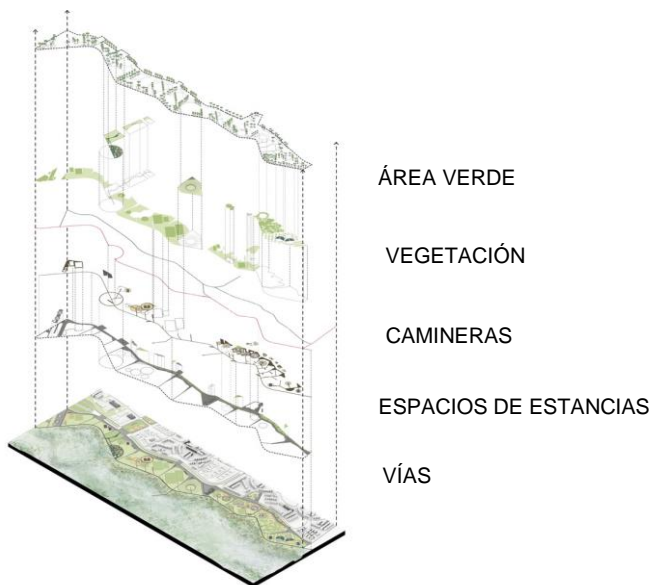 ÁREA VERDE
VEGETACIÓN
CAMINERAS
ESPACIOS DE ESTANCIAS
VÍAS